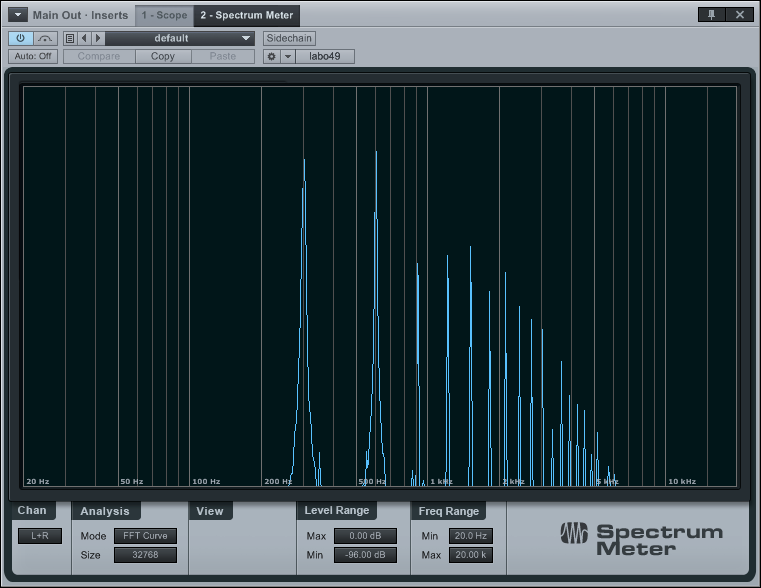 Main Out · Inserts 1 - Scope 2 - Spectrum Meter
default Sidechain
Auto: Off Compare Copy Paste labo49
20 Hz 50 Hz 100 Hz 200 Hz 500 Hz 1 kHz 2 kHz 5 kHz 10 kHz
Chan Analysis View Level Range Freq Range
L+R Mode FFT Curve Max 0.00 dB Min 20.0 Hz
Size 32768 Min -96.00 dB Max 20.00 k
Spectrum
Meter